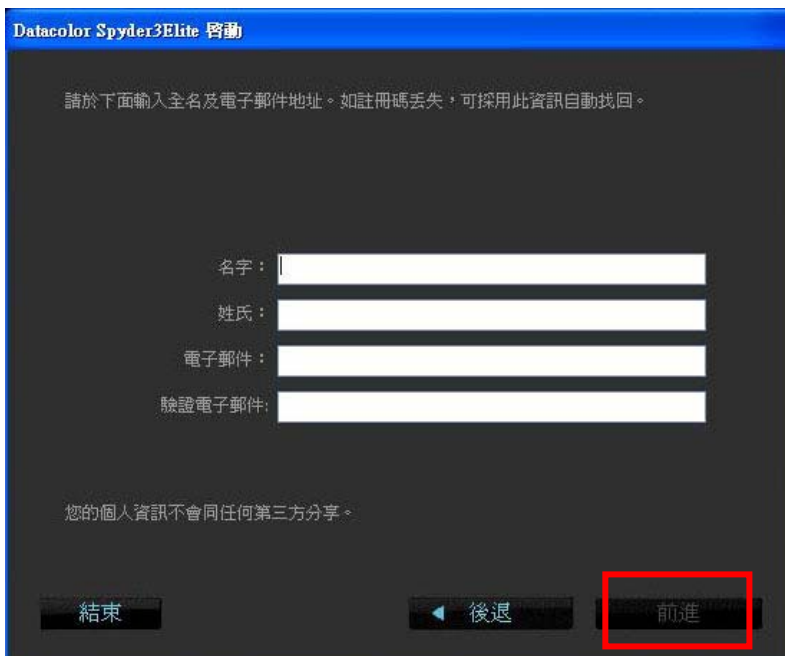 Datacolor Spyder3Elite 啓動
請於下面輸入全名及電子郵件地址。如註冊碼丟失，可採用此資訊自動找回。
名字：
姓氏：
電子郵件：
驗證電子郵件:
您的個人資訊不會同任何第三方分享。
結束
後退
前進